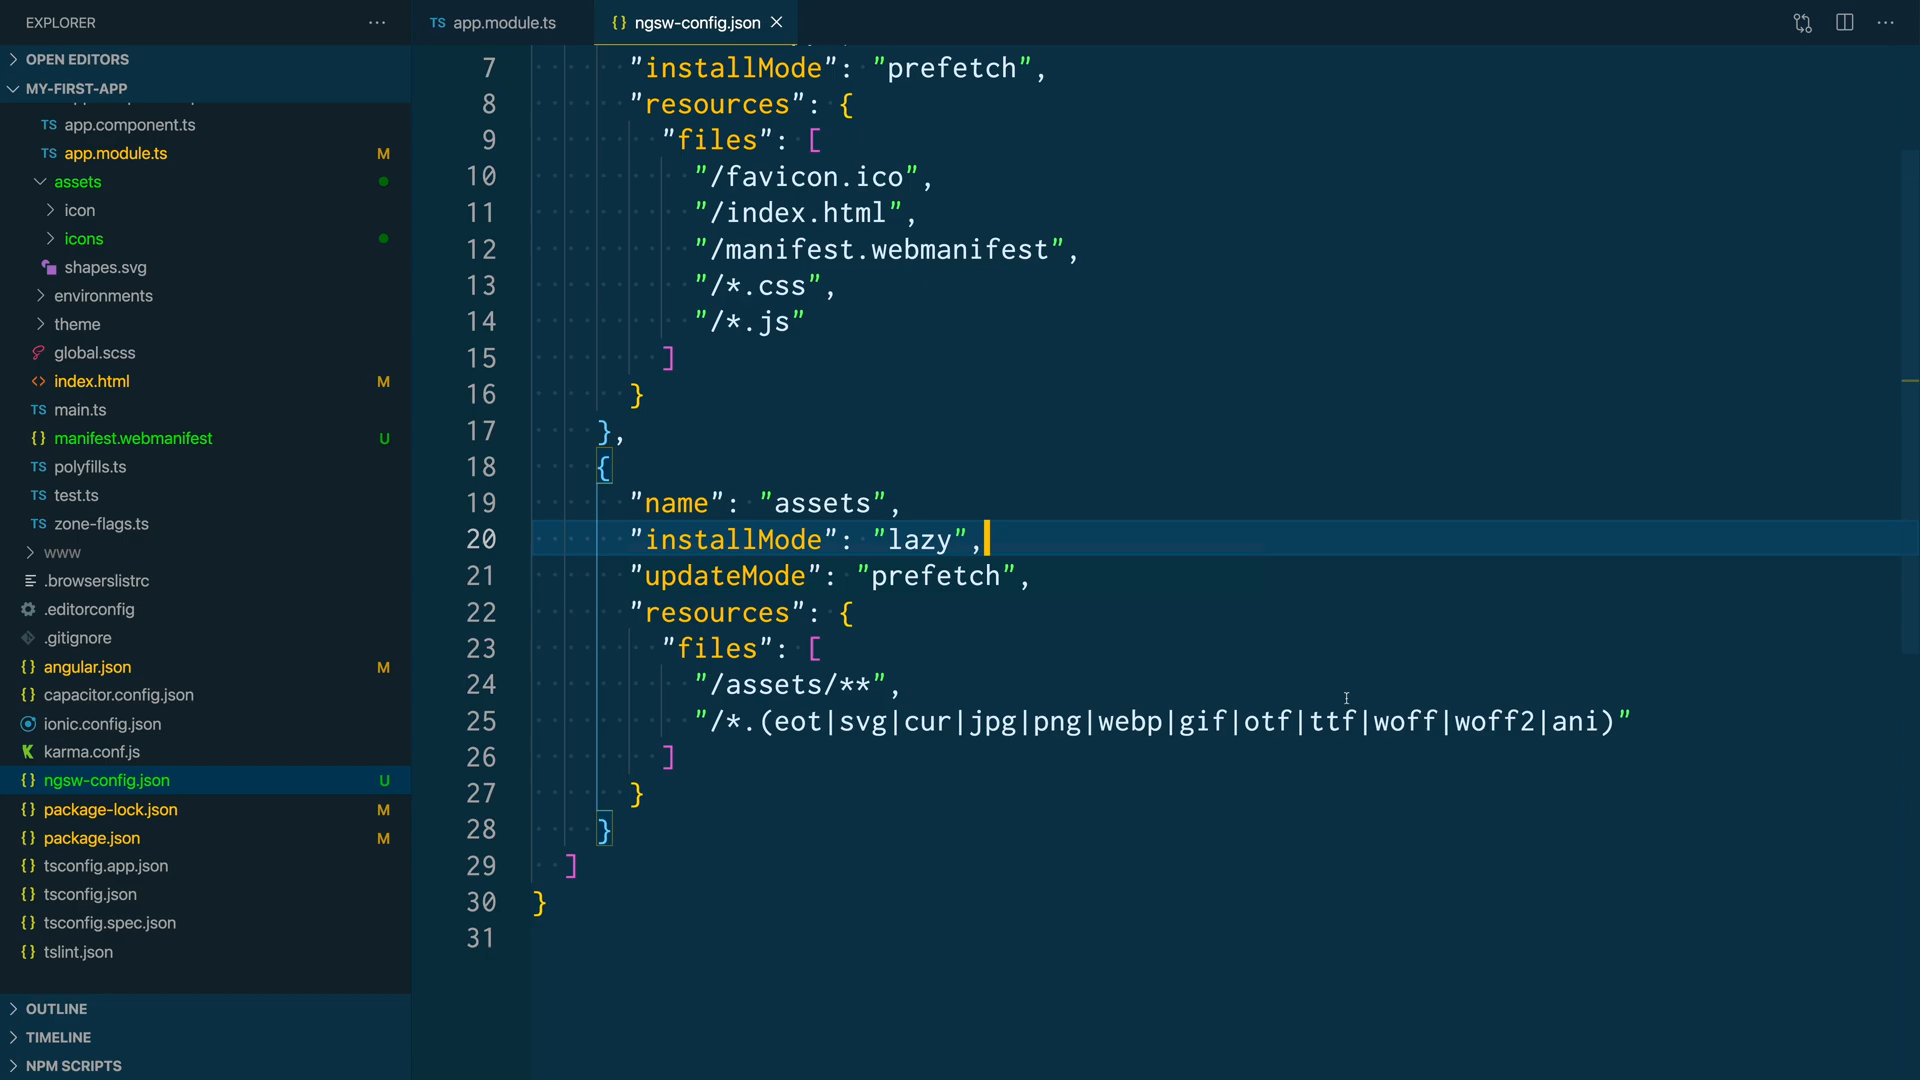 EXPLORER
OPEN EDITORS
MY-FIRST-APP
TS app.component.ts
TS app.module.ts M
assets
icon
icons
shapes.svg
environments
theme
global.scss
<> index.html M
TS main.ts
{} manifest.webmanifest U
TS polyfills.ts
TS test.ts
TS zone-flags.ts
www
.browserslistrc
.editorconfig
.gitignore
{} angular.json M
{} capacitor.config.json
ionic.config.json
karma.conf.js
{} ngsw-config.json U
{} package-lock.json M
{} package.json M
{} tsconfig.app.json
{} tsconfig.json
{} tsconfig.spec.json
{} tslint.json
OUTLINE
TIMELINE
NPM SCRIPTS
TS app.module.ts
{} ngsw-config.json
7 "installMode": "prefetch",
8 "resources": {
9 "files": [
10 "/favicon.ico",
11 "/index.html",
12 "/manifest.webmanifest",
13 "/*.css",
14 "/*.js"
15 ]
16 }
17 },
18 {
19 "name": "assets",
20 "installMode": "lazy",
21 "updateMode": "prefetch",
22 "resources": {
23 "files": [
24 "/assets/**",
25 "/*.(eot|svg|cur|jpg|png|webp|gif|otf|ttf|woff|woff2|ani)"
26 ]
27 }
28 }
29 ]
30 }
31